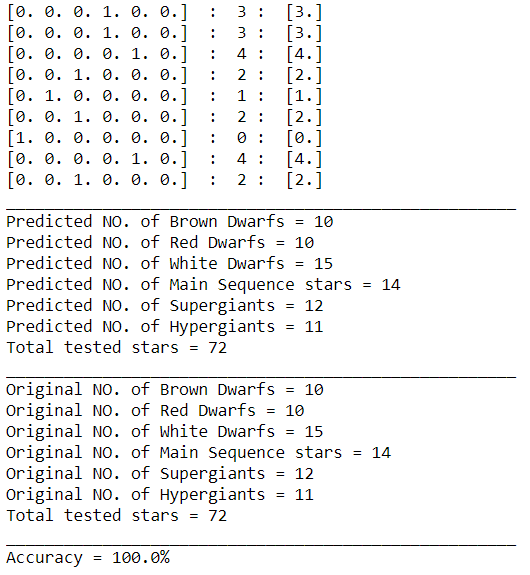 [0. 0. 0. 1. 0. 0.]  :  3 :  [3.]
[0. 0. 0. 1. 0. 0.]  :  3 :  [3.]
[0. 0. 0. 0. 1. 0.]  :  4 :  [4.]
[0. 0. 1. 0. 0. 0.]  :  2 :  [2.]
[0. 1. 0. 0. 0. 0.]  :  1 :  [1.]
[0. 0. 1. 0. 0. 0.]  :  2 :  [2.]
[1. 0. 0. 0. 0. 0.]  :  0 :  [0.]
[0. 0. 0. 0. 1. 0.]  :  4 :  [4.]
[0. 0. 1. 0. 0. 0.]  :  2 :  [2.]
Predicted NO. of Brown Dwarfs = 10
Predicted NO. of Red Dwarfs = 10
Predicted NO. of White Dwarfs = 15
Predicted NO. of Main Sequence stars = 14
Predicted NO. of Supergiants = 12
Predicted NO. of Hypergiants = 11
Total tested stars = 72
Original NO. of Brown Dwarfs = 10
Original NO. of Red Dwarfs = 10
Original NO. of White Dwarfs = 15
Original NO. of Main Sequence stars = 14
Original NO. of Supergiants = 12
Original NO. of Hypergiants = 11
Total tested stars = 72
Accuracy = 100.0%